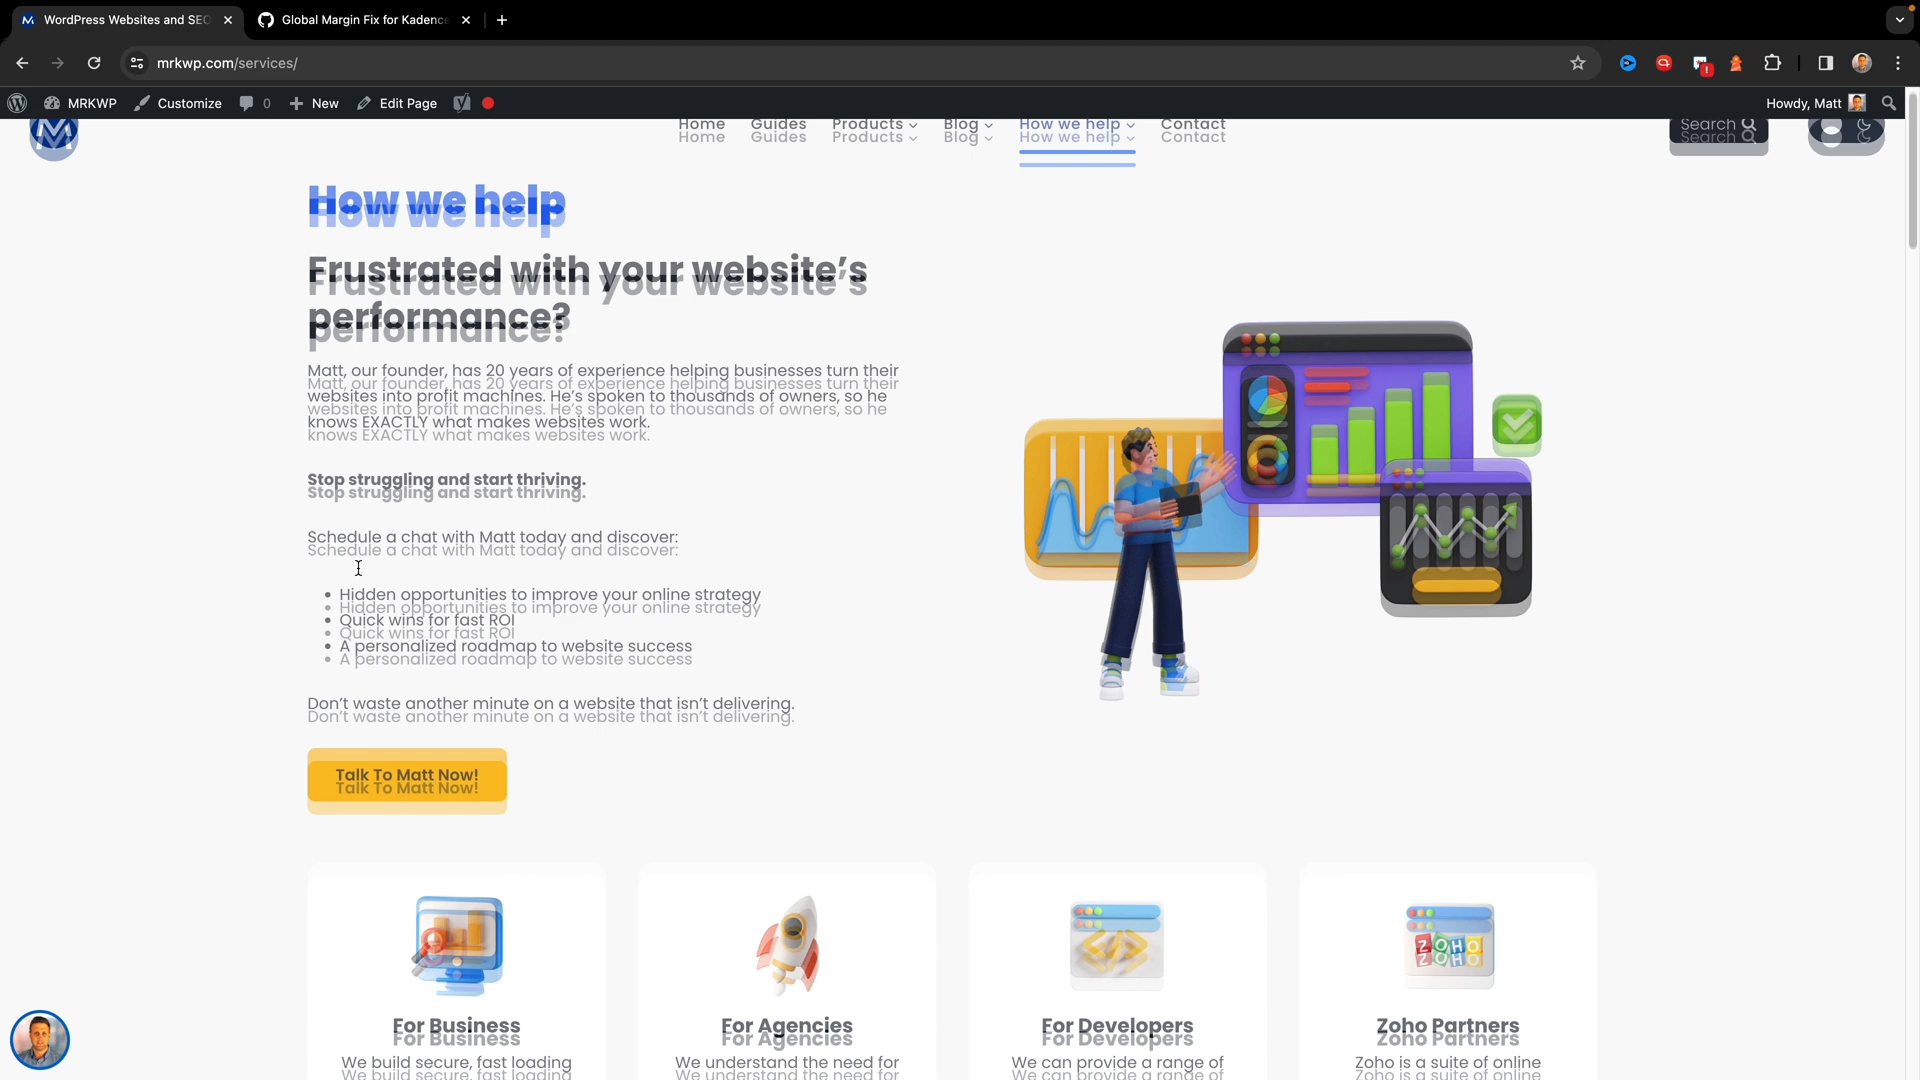 WordPress Websites and SEO
Global Margin Fix for Kadence
mrkwp.com/services/
MRKWP
Customize
0
New
Edit Page
Howdy, Matt
Home
Guides
Products
Blog
How we help
Contact
Search
How we help
Frustrated with your website's
performance?
Matt, our founder, has 20 years of experience helping businesses turn their
websites into profit machines. He's spoken to thousands of owners, so he
knows EXACTLY what makes websites work.
Stop struggling and start thriving.
Schedule a chat with Matt today and discover:
Hidden opportunities to improve your online strategy
Quick wins for fast ROI
A personalized roadmap to website success
Don't waste another minute on a website that isn't delivering.
Talk To Matt Now!
ZOHO
For Business
For Agencies
For Developers
Zoho Partners
We build secure, fast loading
We understand the need for
We can provide a range of
Zoho is a suite of online